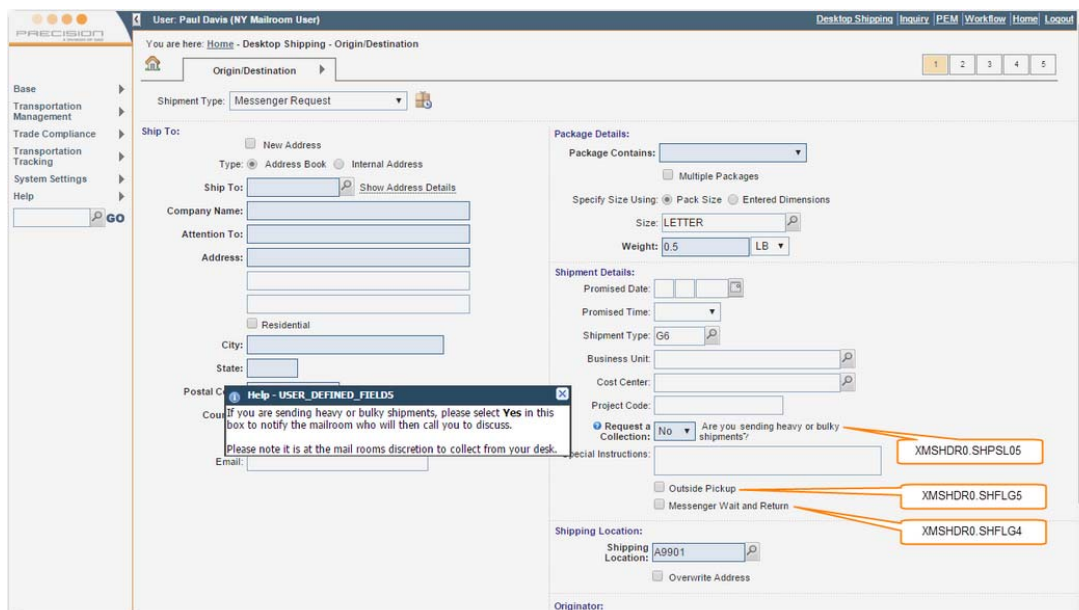 PRECISION
User: Paul Davis (NY Mailroom User)
Desktop Shipping | Inquiry | PEM | Workflow | Home | Logout
You are here: Home - Desktop Shipping - Origin/Destination
Origin/Destination
1 2 3 4 5
Base
Transportation
Management
Trade Compliance
Transportation
Tracking
System Settings
Help
GO
Shipment Type: Messenger Request
Ship To:
New Address
Type: Address Book Internal Address
Ship To: Show Address Details
Company Name:
Attention To:
Address:
Residential
City:
State:
Postal C
Cou
Email:
Help - USER_DEFINED_FIELDS
If you are sending heavy or bulky shipments, please select Yes in this
box to notify the mailroom who will then call you to discuss.
Please note it is at the mail rooms discretion to collect from your desk.
Package Details:
Package Contains:
Multiple Packages
Specify Size Using: Pack Size Entered Dimensions
Size: LETTER
Weight: 0.5 LB
Shipment Details:
Promised Date:
Promised Time:
Shipment Type: G6
Business Unit:
Cost Center:
Project Code:
Request a
Collection: No Are you sending heavy or bulky
shipments?
XMSHDR0.SHPSL05
Special Instructions:
Outside Pickup
XMSHDR0.SHFLG5
Messenger Wait and Return
XMSHDR0.SHFLG4
Shipping Location:
Shipping
Location: A9901
Overwrite Address
Originator: